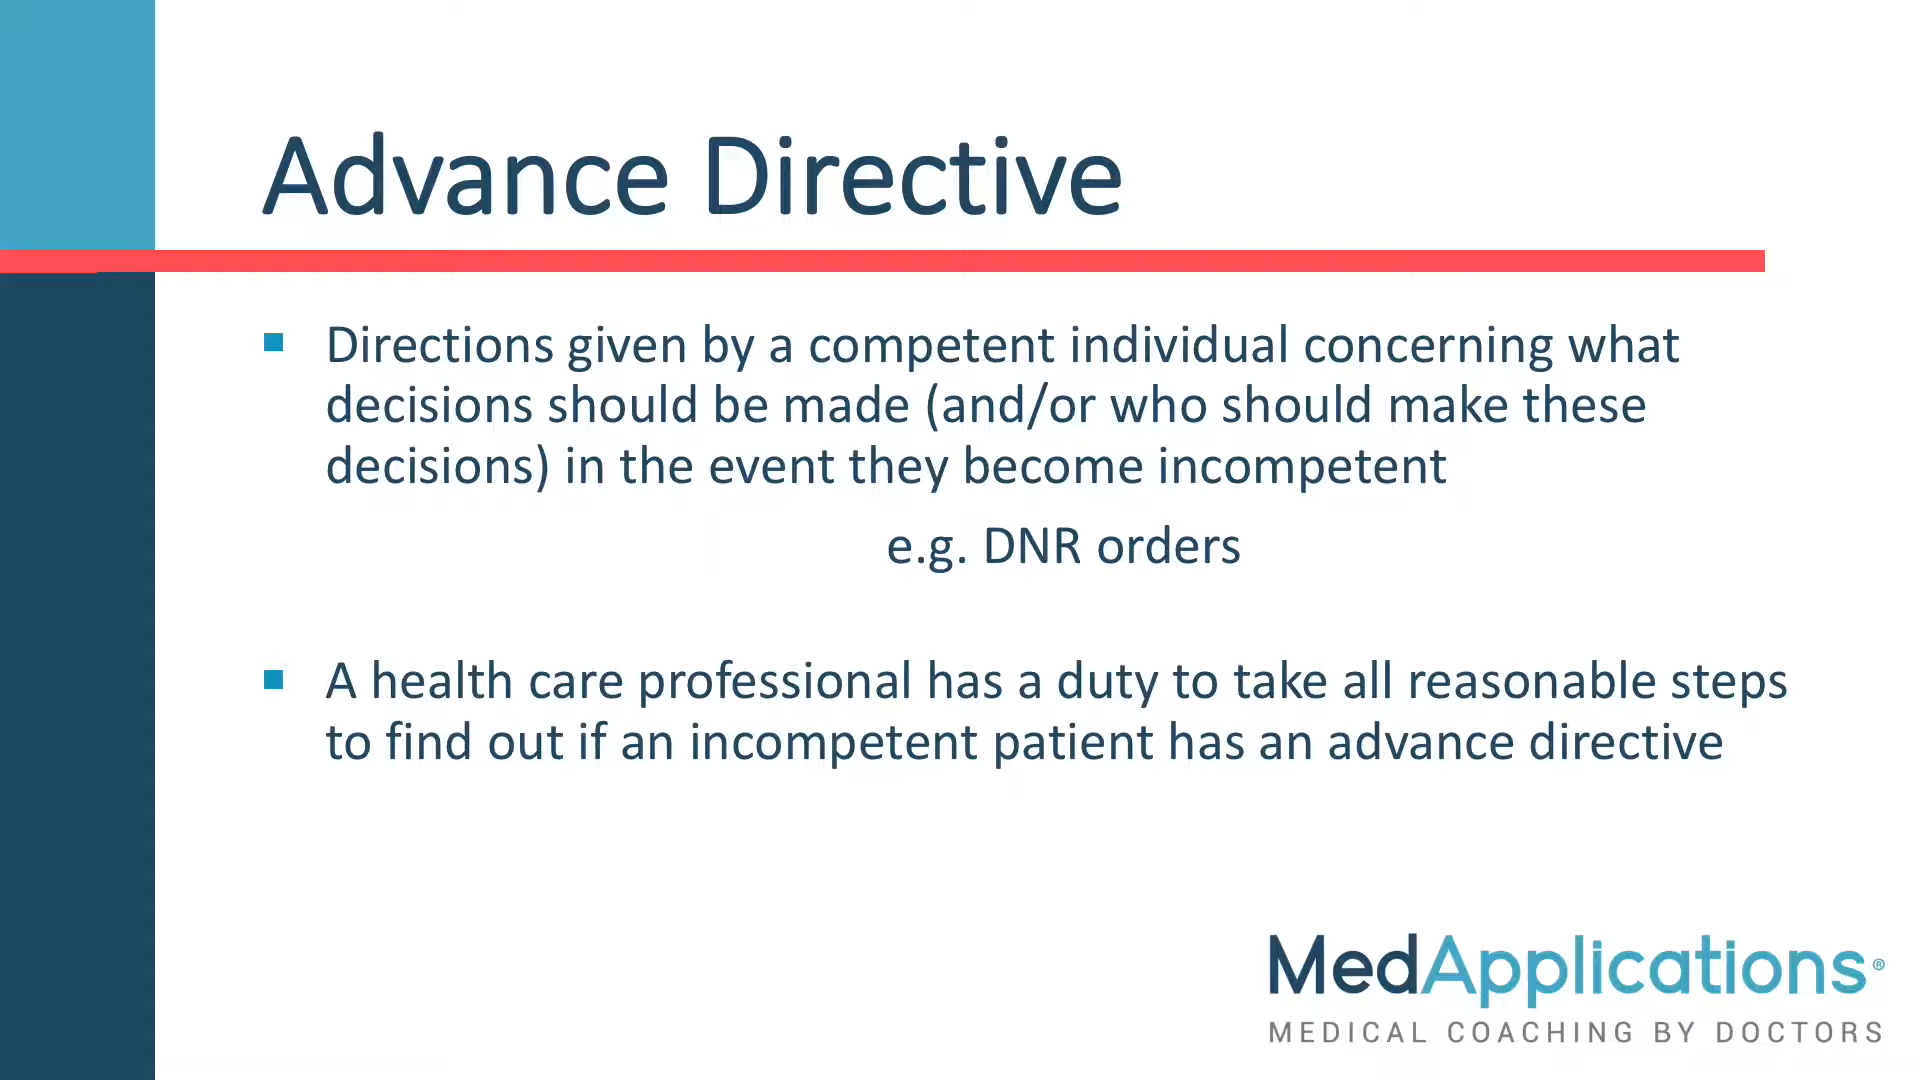 Advance Directive
Directions given by a competent individual concerning what
decisions should be made (and/or who should make these
decisions) in the event they become incompetent
e.g. DNR orders
A health care professional has a duty to take all reasonable steps
to find out if an incompetent patient has an advance directive
MedApplications®
MEDICAL COACHING BY DOCTORS